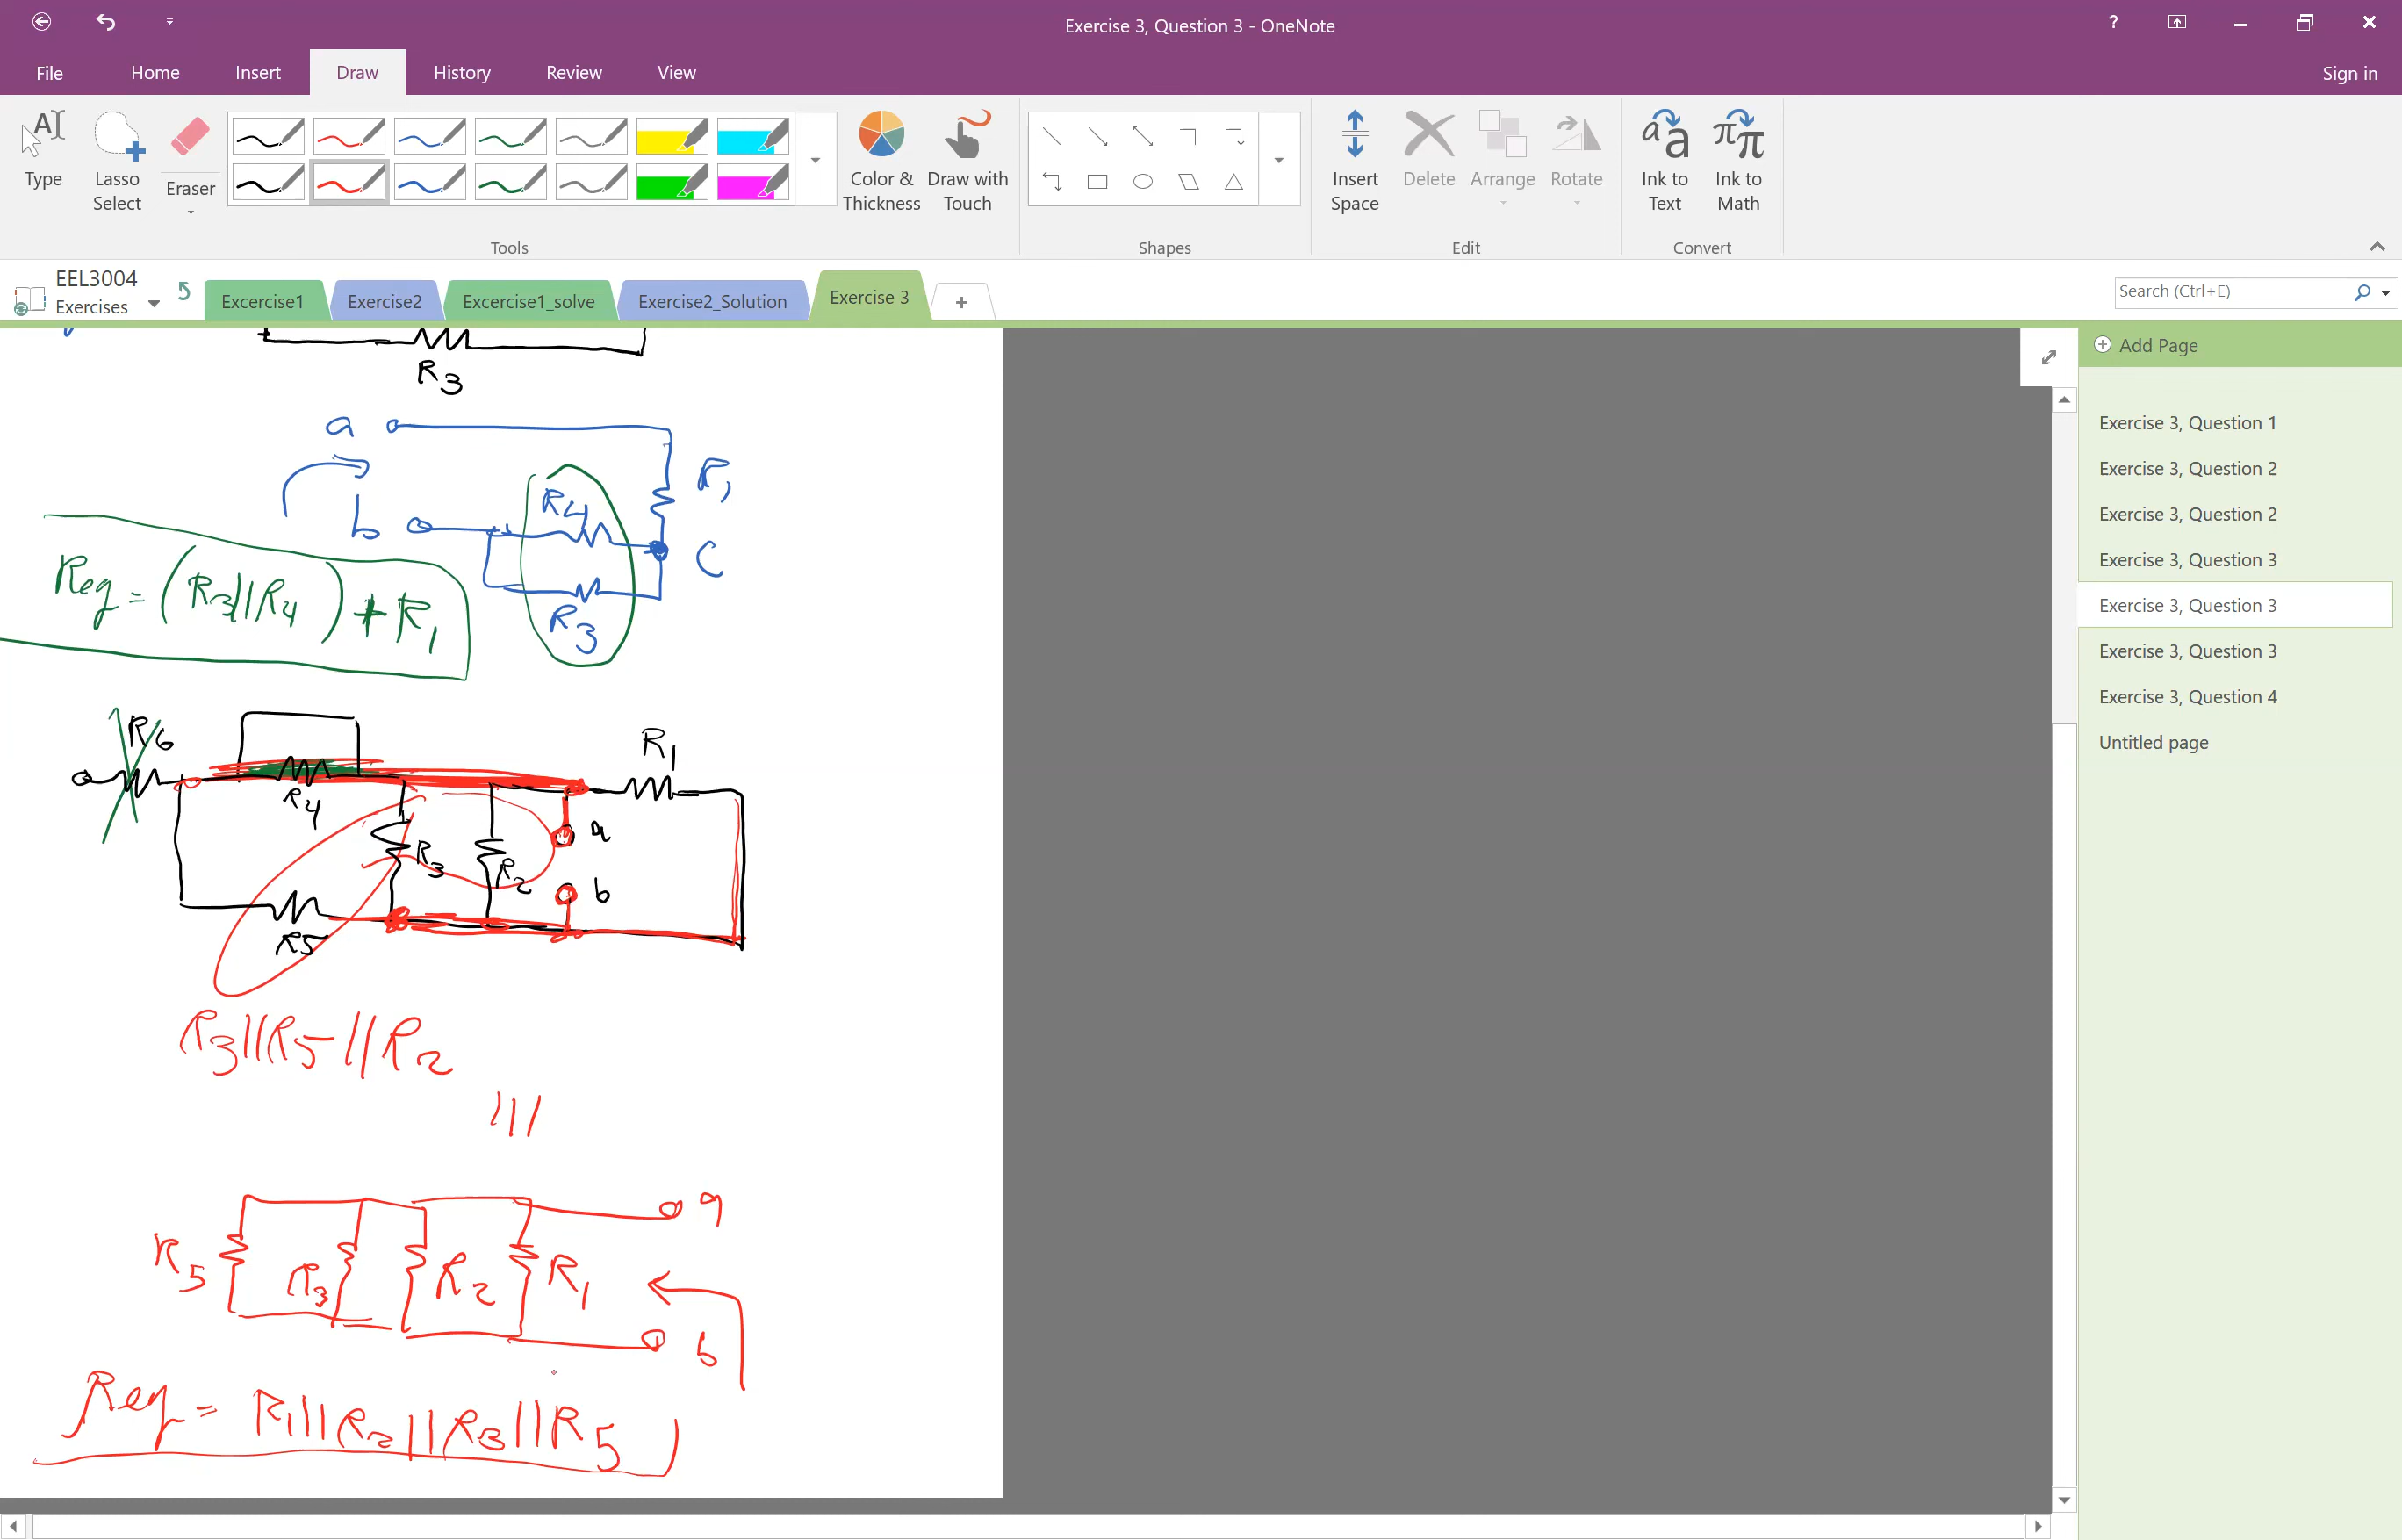 Exercise 3, Question 3 - OneNote
?
File Home Insert Draw History Review View
Sign in
Type
Lasso Select
Eraser
Color & Thickness
Draw with Touch
Insert Space
Delete
Arrange
Rotate
Ink to Text
Ink to Math
Tools
Shapes
Edit
Convert
EEL3004
Exercises
Excercise1
Exercise2
Excercise1_solve
Exercise2_Solution
Exercise 3
+
Search (Ctrl+E)
Add Page
Exercise 3, Question 1
Exercise 3, Question 2
Exercise 3, Question 2
Exercise 3, Question 3
Exercise 3, Question 3
Exercise 3, Question 3
Exercise 3, Question 4
Untitled page
R3
a
R1
R4
b
C
R3
Req = (R3||R4) + R1
R6
R1
R4
a
R3
R2
b
R5
R3||R5||R2
|||
a
R5
R3
R2
R1
b
Req = R1||R2||R3||R5